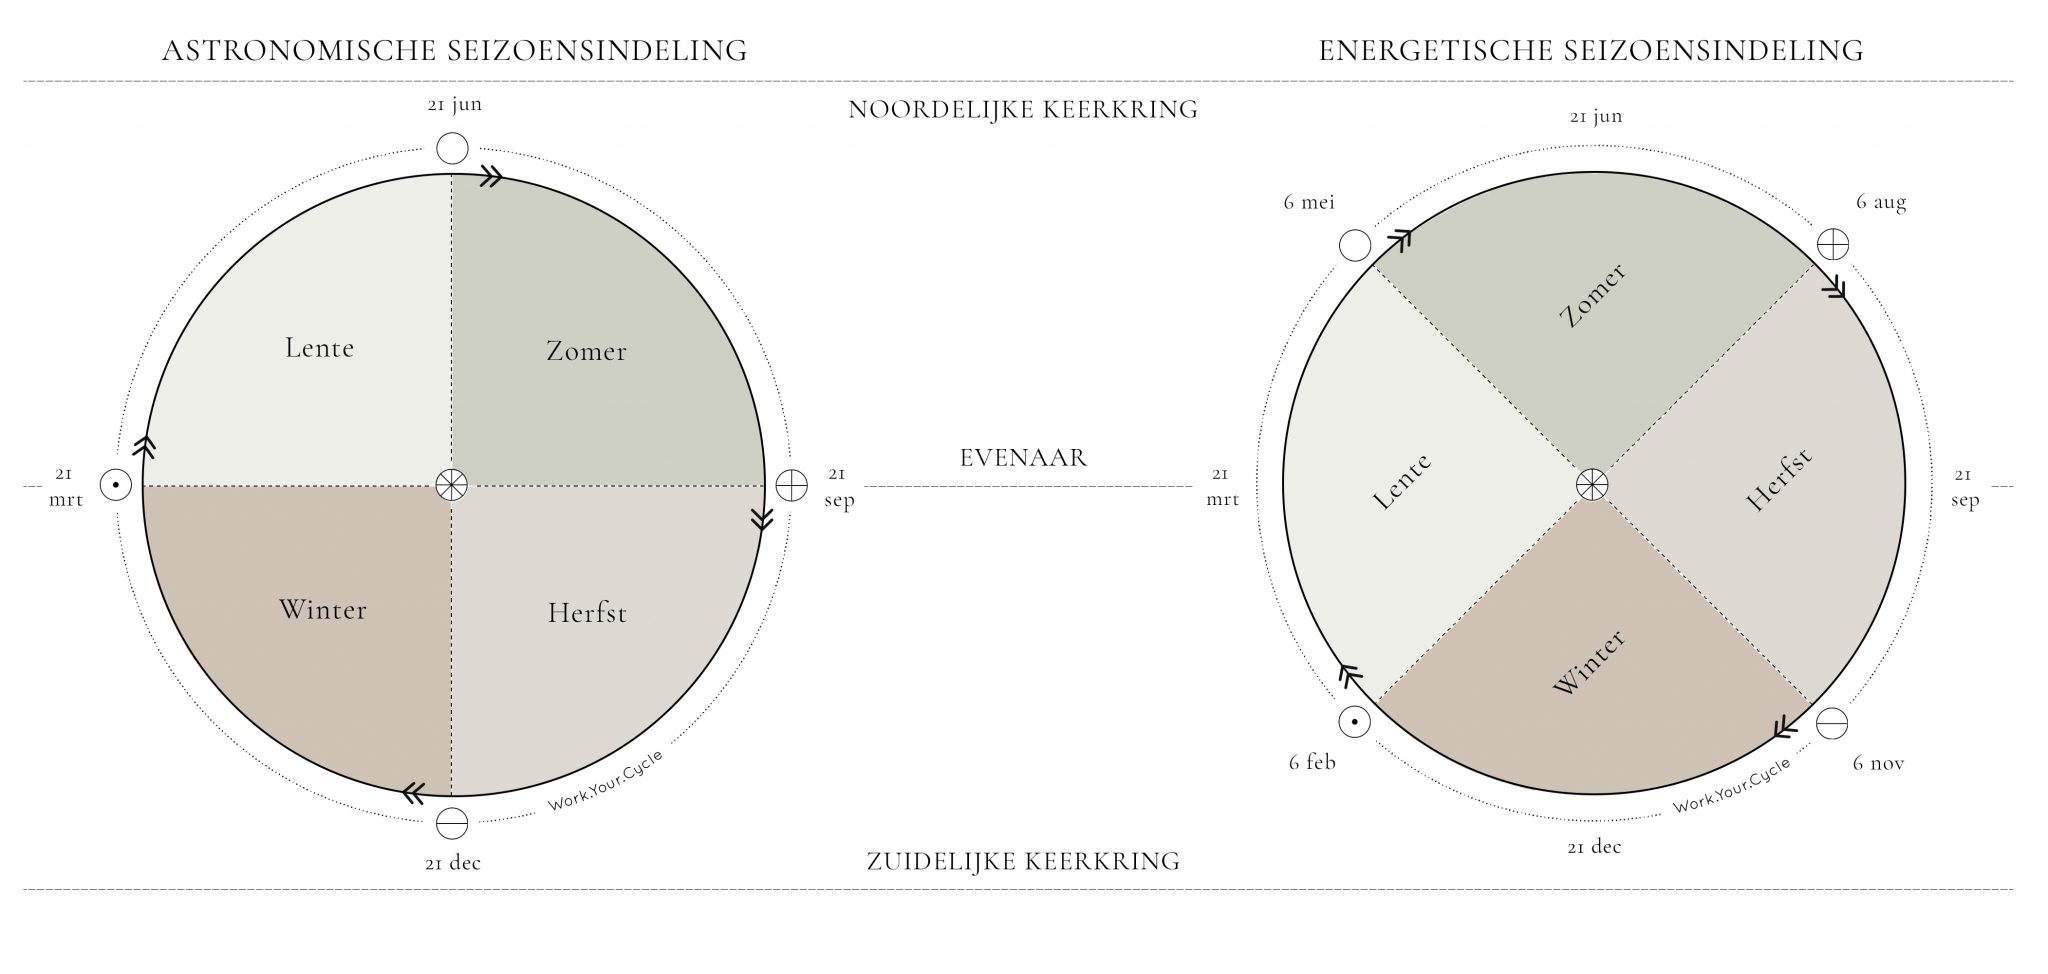 ASTRONOMISCHE SEIZOENSINDELING
ENERGETISCHE SEIZOENSINDELING
NOORDELIJKE KEERKRING
21 jun
Lente
Zomer
21
mrt
21
sep
Winter
Herfst
Work.Your.Cycle
21 dec
EVENAAR
21 jun
6 mei
6 aug
Zomer
21
mrt
Lente
Herfst
21
sep
Winter
6 feb
6 nov
Work.Your.Cycle
21 dec
ZUIDELIJKE KEERKRING